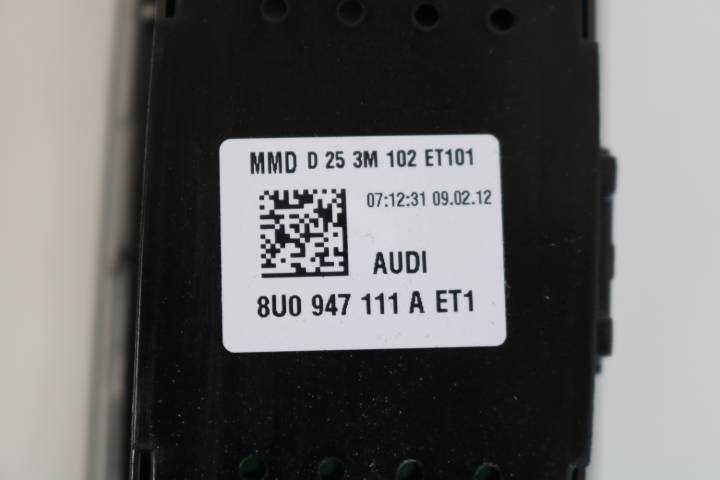 MMD D 25 3M 102 ET101
07:12:31 09.02.12
AUDI
8U0 947 111 A ET1